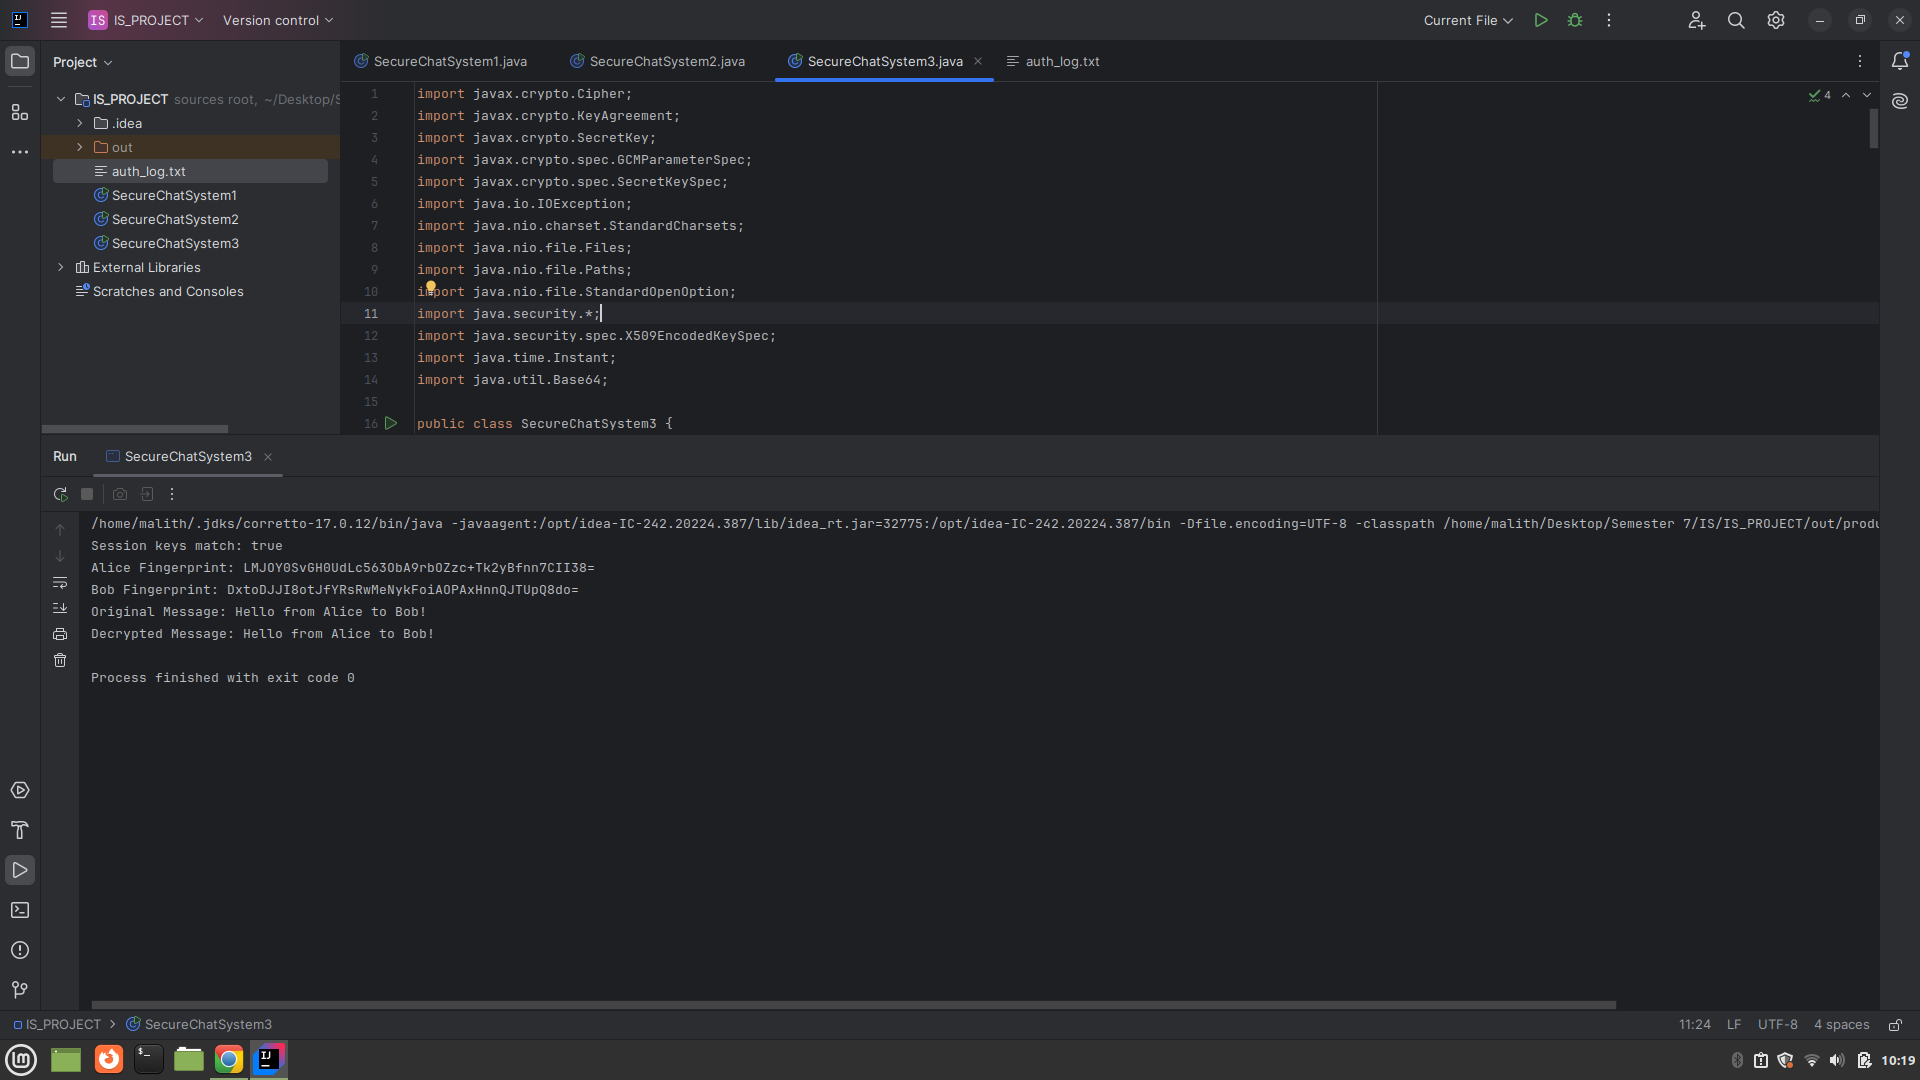 IS IS_PROJECT Version control Current File
Project
SecureChatSystem1.java SecureChatSystem2.java SecureChatSystem3.java auth_log.txt
IS_PROJECT sources root, ~/Desktop/S
.idea
out
auth_log.txt
SecureChatSystem1
SecureChatSystem2
SecureChatSystem3
External Libraries
Scratches and Consoles
4
1 import javax.crypto.Cipher;
2 import javax.crypto.KeyAgreement;
3 import javax.crypto.SecretKey;
4 import javax.crypto.spec.GCMParameterSpec;
5 import javax.crypto.spec.SecretKeySpec;
6 import java.io.IOException;
7 import java.nio.charset.StandardCharsets;
8 import java.nio.file.Files;
9 import java.nio.file.Paths;
10 import java.nio.file.StandardOpenOption;
11 import java.security.*;
12 import java.security.spec.X509EncodedKeySpec;
13 import java.time.Instant;
14 import java.util.Base64;
15
16 public class SecureChatSystem3 {
Run SecureChatSystem3
/home/malith/.jdks/corretto-17.0.12/bin/java -javaagent:/opt/idea-IC-242.20224.387/lib/idea_rt.jar=32775:/opt/idea-IC-242.20224.387/bin -Dfile.encoding=UTF-8 -classpath /home/malith/Desktop/Semester 7/IS/IS_PROJECT/out/produ
Session keys match: true
Alice Fingerprint: LMJOY0SvGH0UdLc563ObA9rbOZzc+Tk2yBfnn7CII38=
Bob Fingerprint: DxtoDJJI8otJfYRsRwMeNykFoiAOPAxHnnQJTUpQ8do=
Original Message: Hello from Alice to Bob!
Decrypted Message: Hello from Alice to Bob!
Process finished with exit code 0
IS_PROJECT SecureChatSystem3
11:24 LF UTF-8 4 spaces
10:19